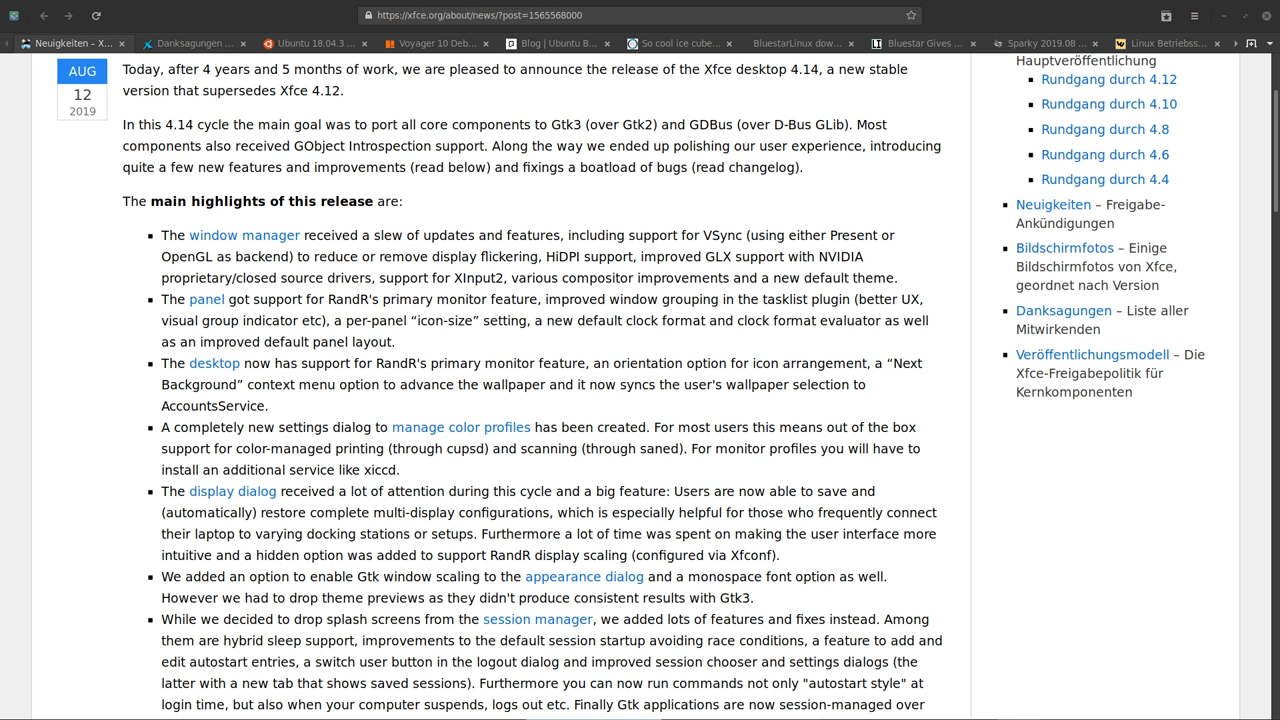 https://xfce.org/about/news/?post=1565568000
Neuigkeiten – X...
Danksagungen ...
Ubuntu 18.04.3 ...
Voyager 10 Deb...
Blog | Ubuntu B...
So cool ice cube...
BluestarLinux dow...
Bluestar Gives ...
Sparky 2019.08 ...
Linux Betriebss...
AUG
12
2019
Today, after 4 years and 5 months of work, we are pleased to announce the release of the Xfce desktop 4.14, a new stable
version that supersedes Xfce 4.12.
In this 4.14 cycle the main goal was to port all core components to Gtk3 (over Gtk2) and GDBus (over D-Bus GLib). Most
components also received GObject Introspection support. Along the way we ended up polishing our user experience, introducing
quite a few new features and improvements (read below) and fixings a boatload of bugs (read changelog).
The main highlights of this release are:
The window manager received a slew of updates and features, including support for VSync (using either Present or
OpenGL as backend) to reduce or remove display flickering, HiDPI support, improved GLX support with NVIDIA
proprietary/closed source drivers, support for XInput2, various compositor improvements and a new default theme.
The panel got support for RandR's primary monitor feature, improved window grouping in the tasklist plugin (better UX,
visual group indicator etc), a per-panel “icon-size” setting, a new default clock format and clock format evaluator as well
as an improved default panel layout.
The desktop now has support for RandR's primary monitor feature, an orientation option for icon arrangement, a “Next
Background” context menu option to advance the wallpaper and it now syncs the user's wallpaper selection to
AccountsService.
A completely new settings dialog to manage color profiles has been created. For most users this means out of the box
support for color-managed printing (through cupsd) and scanning (through saned). For monitor profiles you will have to
install an additional service like xiccd.
The display dialog received a lot of attention during this cycle and a big feature: Users are now able to save and
(automatically) restore complete multi-display configurations, which is especially helpful for those who frequently connect
their laptop to varying docking stations or setups. Furthermore a lot of time was spent on making the user interface more
intuitive and a hidden option was added to support RandR display scaling (configured via Xfconf).
We added an option to enable Gtk window scaling to the appearance dialog and a monospace font option as well.
However we had to drop theme previews as they didn't produce consistent results with Gtk3.
While we decided to drop splash screens from the session manager, we added lots of features and fixes instead. Among
them are hybrid sleep support, improvements to the default session startup avoiding race conditions, a feature to add and
edit autostart entries, a switch user button in the logout dialog and improved session chooser and settings dialogs (the
latter with a new tab that shows saved sessions). Furthermore you can now run commands not only "autostart style" at
login time, but also when your computer suspends, logs out etc. Finally Gtk applications are now session-managed over
Hauptveröffentlichung
Rundgang durch 4.12
Rundgang durch 4.10
Rundgang durch 4.8
Rundgang durch 4.6
Rundgang durch 4.4
Neuigkeiten – Freigabe-
Ankündigungen
Bildschirmfotos – Einige
Bildschirmfotos von Xfce,
geordnet nach Version
Danksagungen – Liste aller
Mitwirkenden
Veröffentlichungsmodell – Die
Xfce-Freigabepolitik für
Kernkomponenten